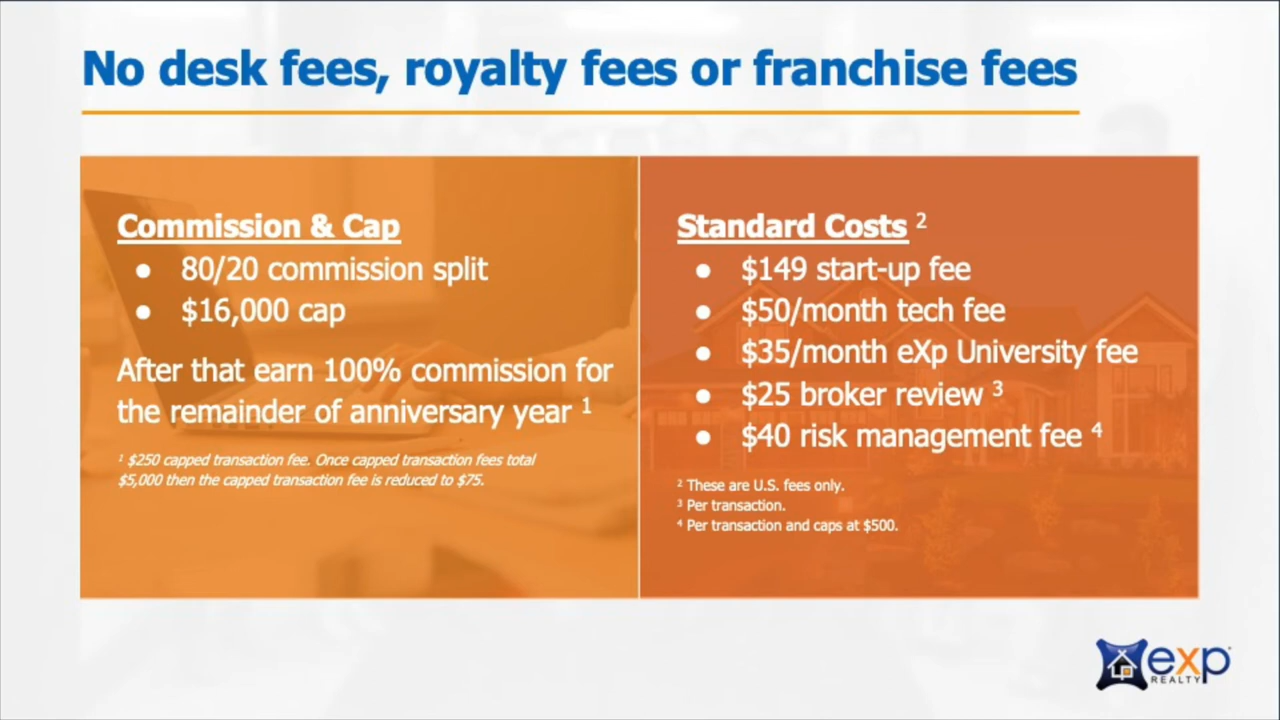 No desk fees, royalty fees or franchise fees
Commission & Cap
● 80/20 commission split
● $16,000 cap
After that earn 100% commission for
the remainder of anniversary year ¹
¹ $250 capped transaction fee. Once capped transaction fees total
$5,000 then the capped transaction fee is reduced to $75.
Standard Costs ²
● $149 start-up fee
● $50/month tech fee
● $35/month eXp University fee
● $25 broker review ³
● $40 risk management fee ⁴
² These are U.S. fees only.
³ Per transaction.
⁴ Per transaction and caps at $500.
exp
REALTY